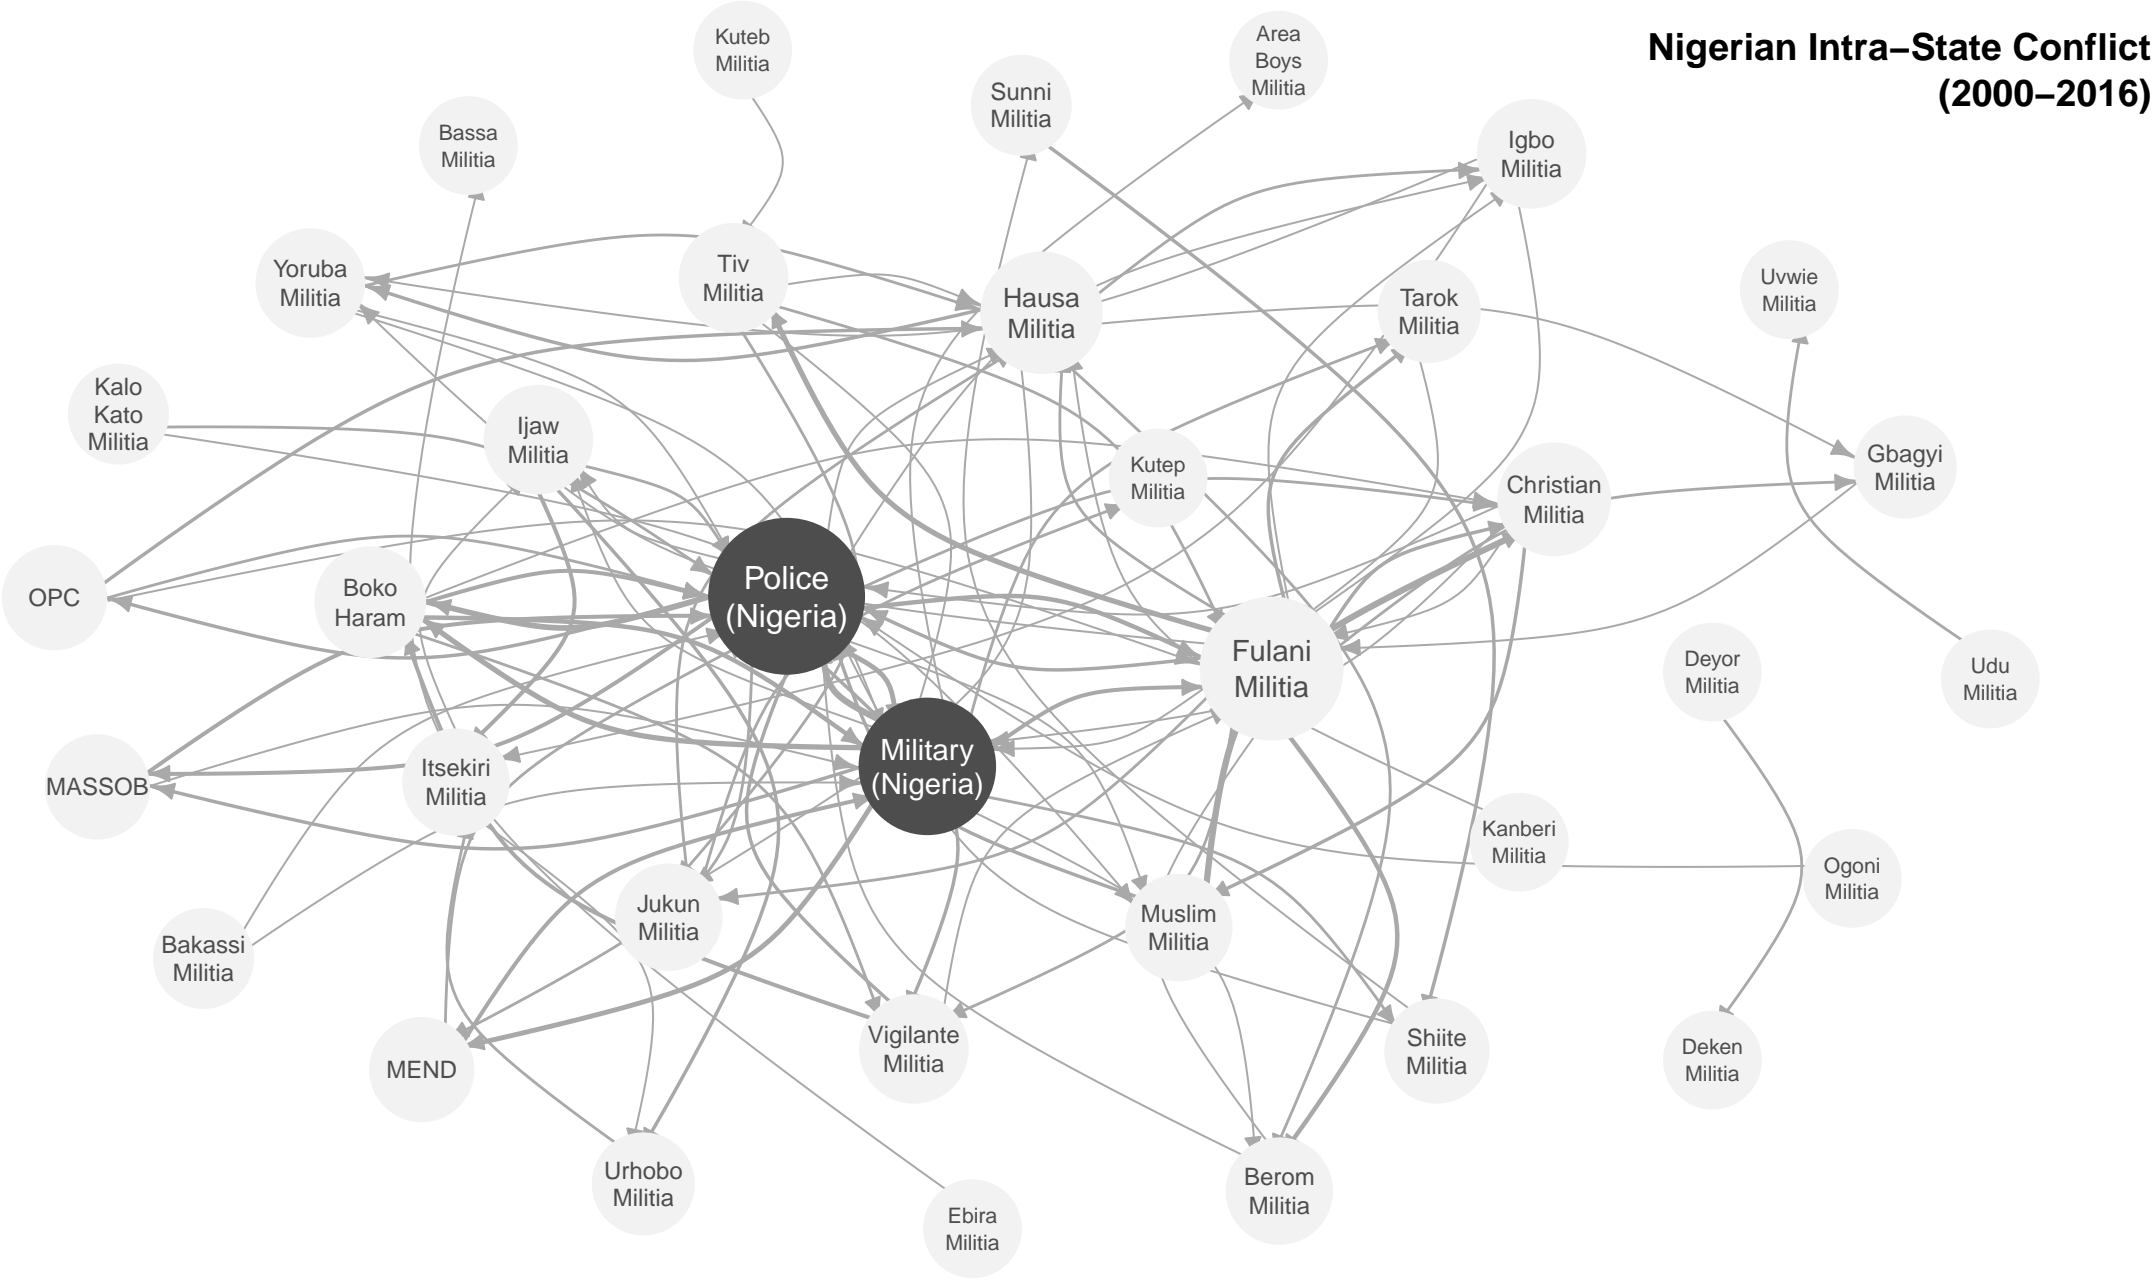 Nigerian Intra−State Conflict
(2000−2016)
Kuteb
Militia
Area
Boys
Militia
Sunni
Militia
Bassa
Militia
Igbo
Militia
Yoruba
Militia
Tiv
Militia
Hausa
Militia
Tarok
Militia
Uvwie
Militia
Kalo
Kato
Militia
Ijaw
Militia
Kutep
Militia
Christian
Militia
Gbagyi
Militia
OPC
Boko
Haram
Police
(Nigeria)
Fulani
Militia
Deyor
Militia
Udu
Militia
MASSOB
Itsekiri
Militia
Military
(Nigeria)
Kanberi
Militia
Ogoni
Militia
Bakassi
Militia
Jukun
Militia
Muslim
Militia
MEND
Vigilante
Militia
Shiite
Militia
Deken
Militia
Urhobo
Militia
Ebira
Militia
Berom
Militia